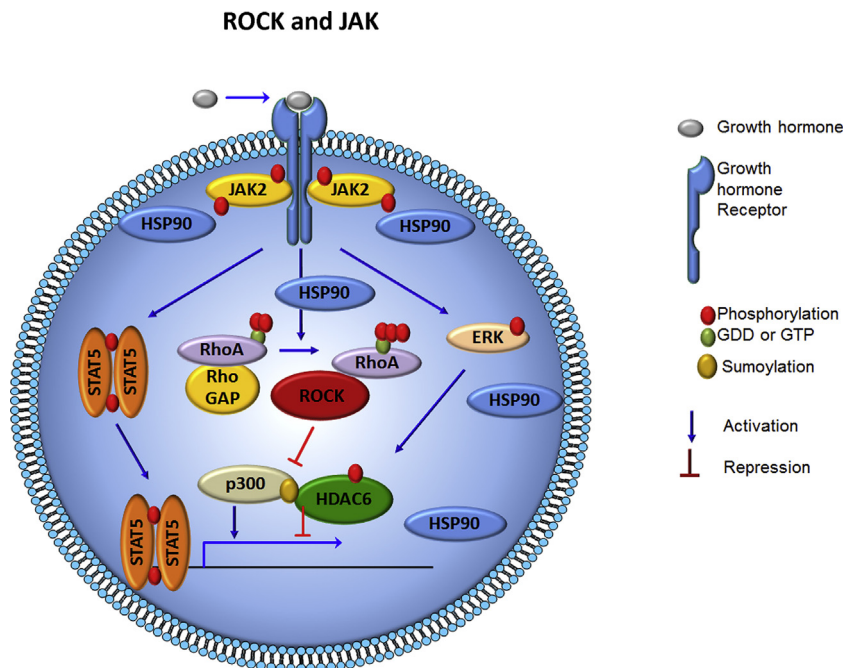 ROCK and JAK
Growth hormone
Growth
hormone
Receptor
JAK2
JAK2
HSP90
HSP90
HSP90
Phosphorylation
GDD or GTP
Sumoylation
Activation
Repression
STAT5
STAT5
RhoA
Rho
GAP
RhoA
ROCK
ERK
HSP90
p300
HDAC6
HSP90
STAT5
STAT5